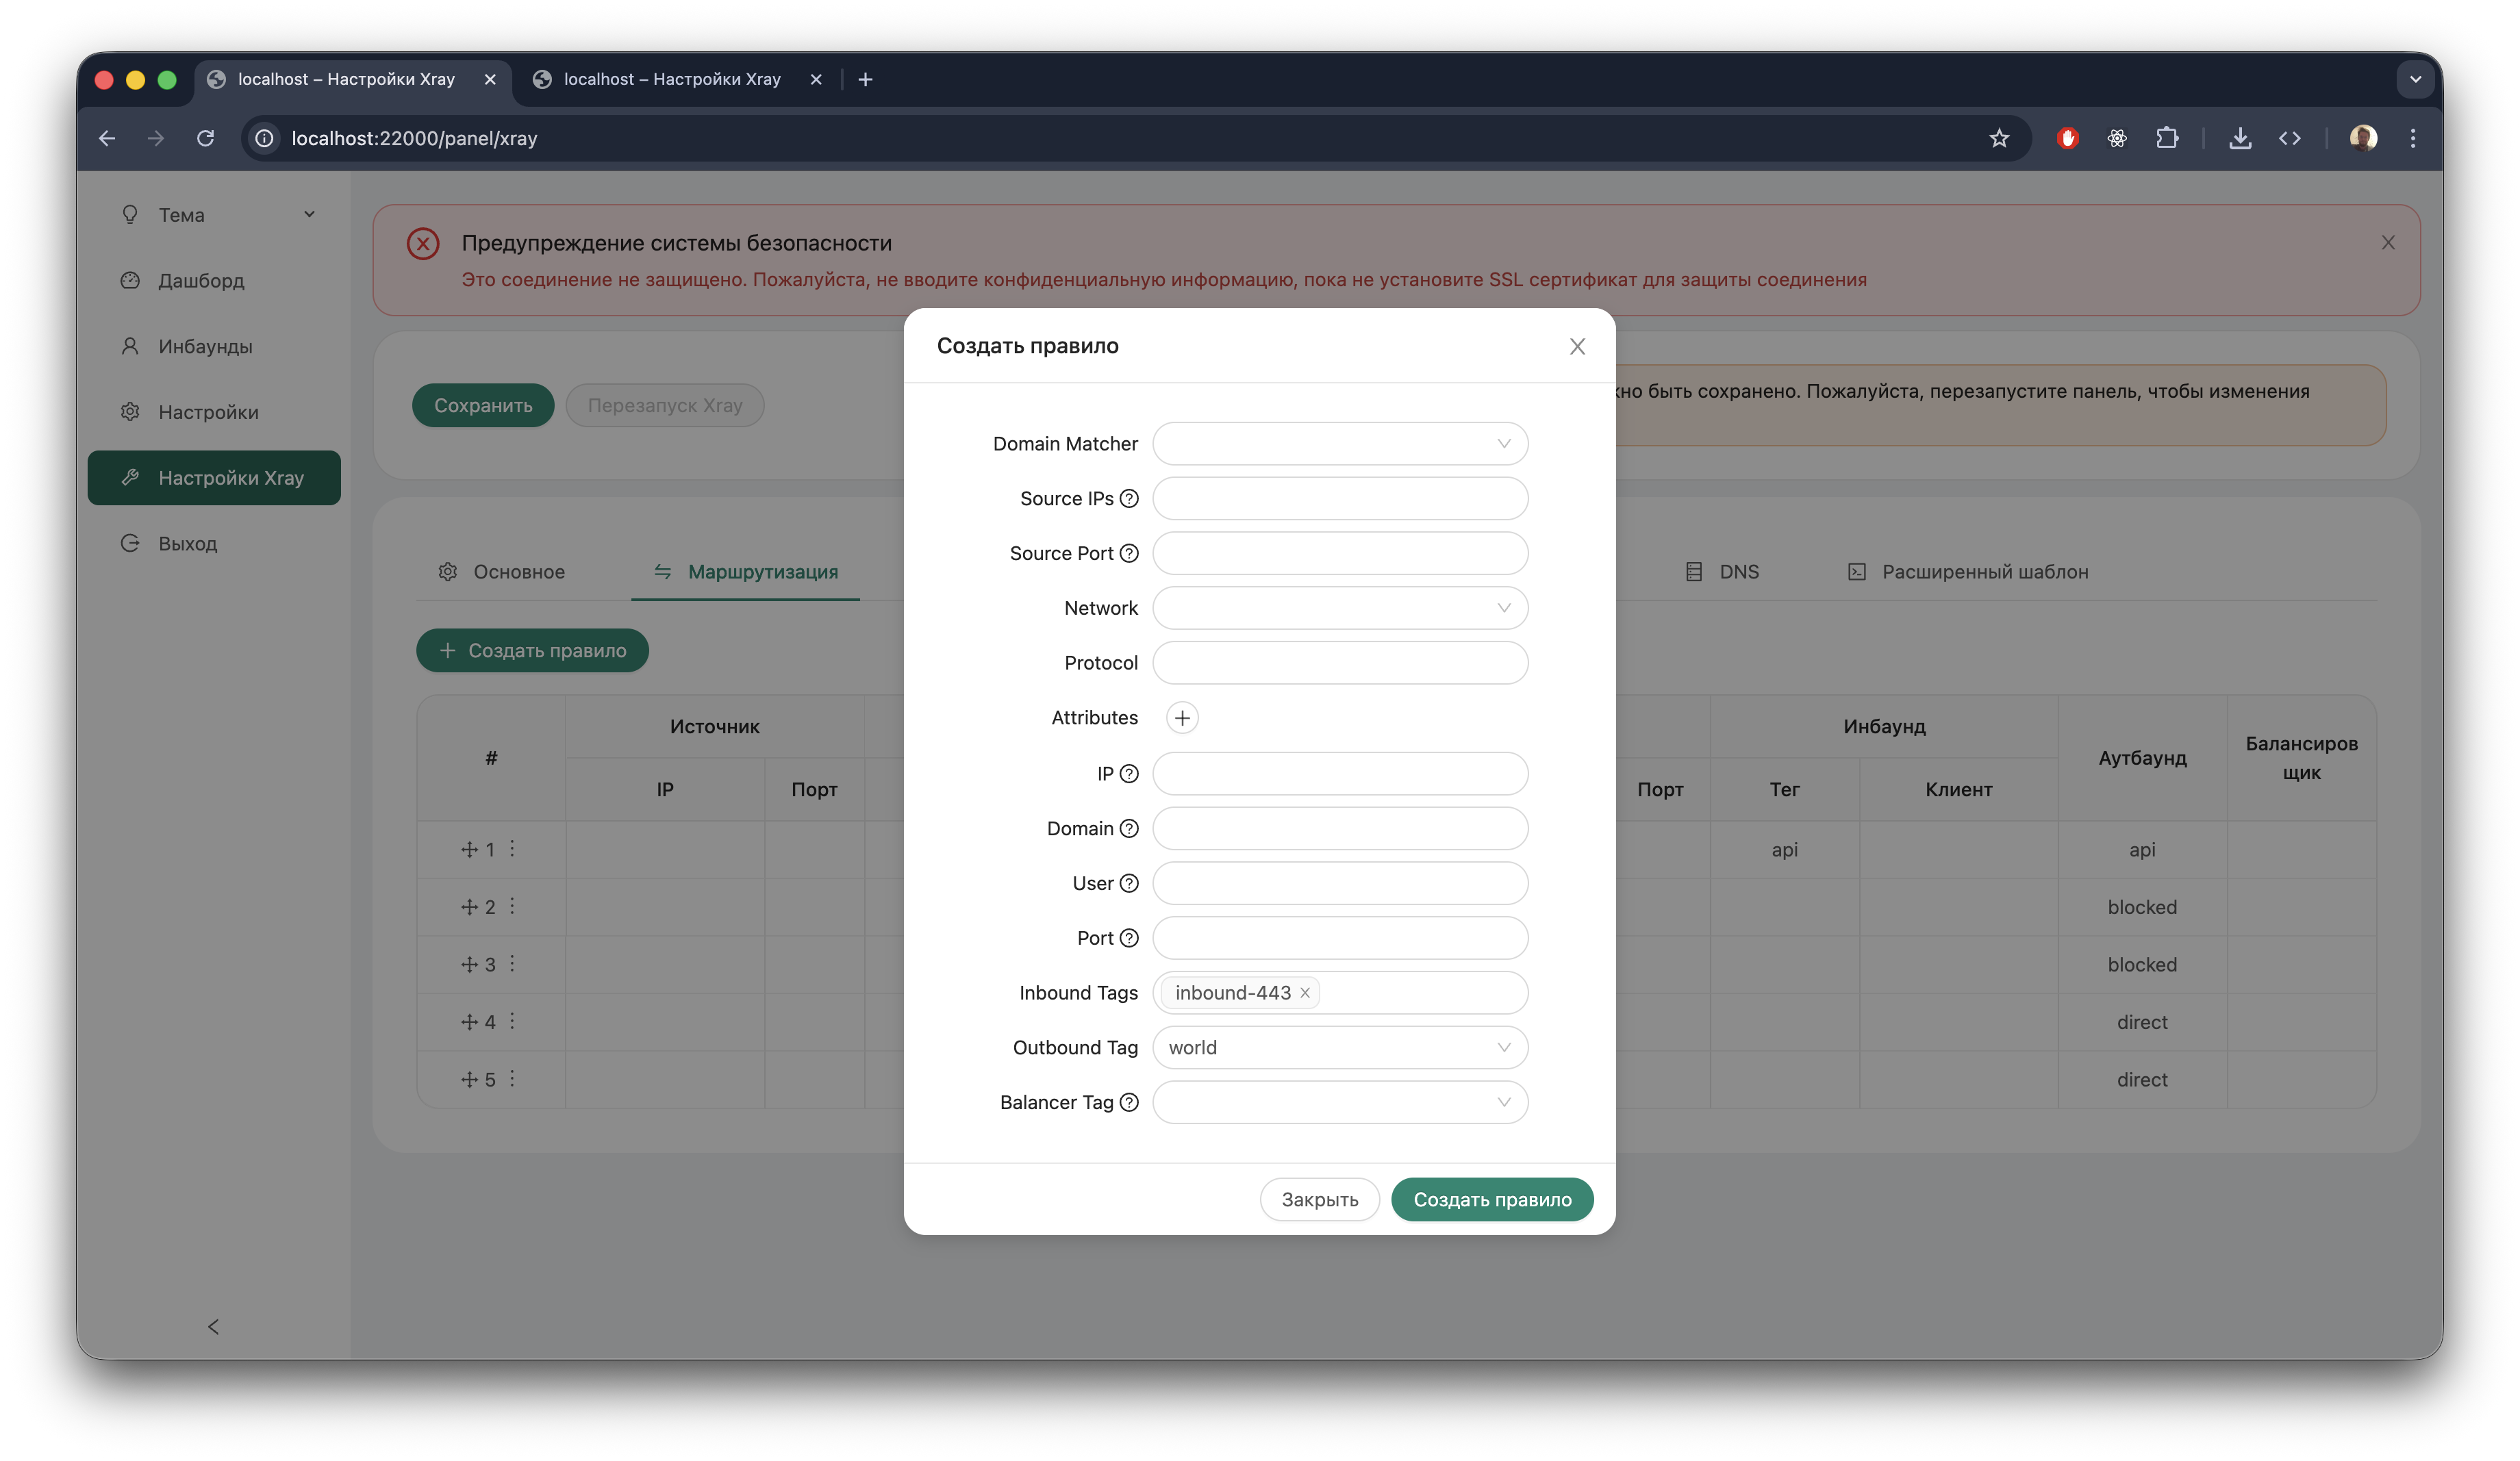 localhost – Настройки Xray
localhost – Настройки Xray
localhost:22000/panel/xray
Тема
Дашборд
Инбаунды
Настройки
Настройки Xray
Выход
Предупреждение системы безопасности
Это соединение не защищено. Пожалуйста, не вводите конфиденциальную информацию, пока не установите SSL сертификат для защиты соединения
Сохранить
Перезапуск Xray
но быть сохранено. Пожалуйста, перезапустите панель, чтобы изменения
Основное
Маршрутизация
DNS
Расширенный шаблон
Создать правило
#
Источник
IP
Порт
Порт
Инбаунд
Тег
Клиент
Аутбаунд
Балансиров
щик
1
api
api
2
blocked
3
blocked
4
direct
5
direct
Создать правило
Domain Matcher
Source IPs
Source Port
Network
Protocol
Attributes
IP
Domain
User
Port
Inbound Tags
inbound-443
Outbound Tag
world
Balancer Tag
Закрыть
Создать правило